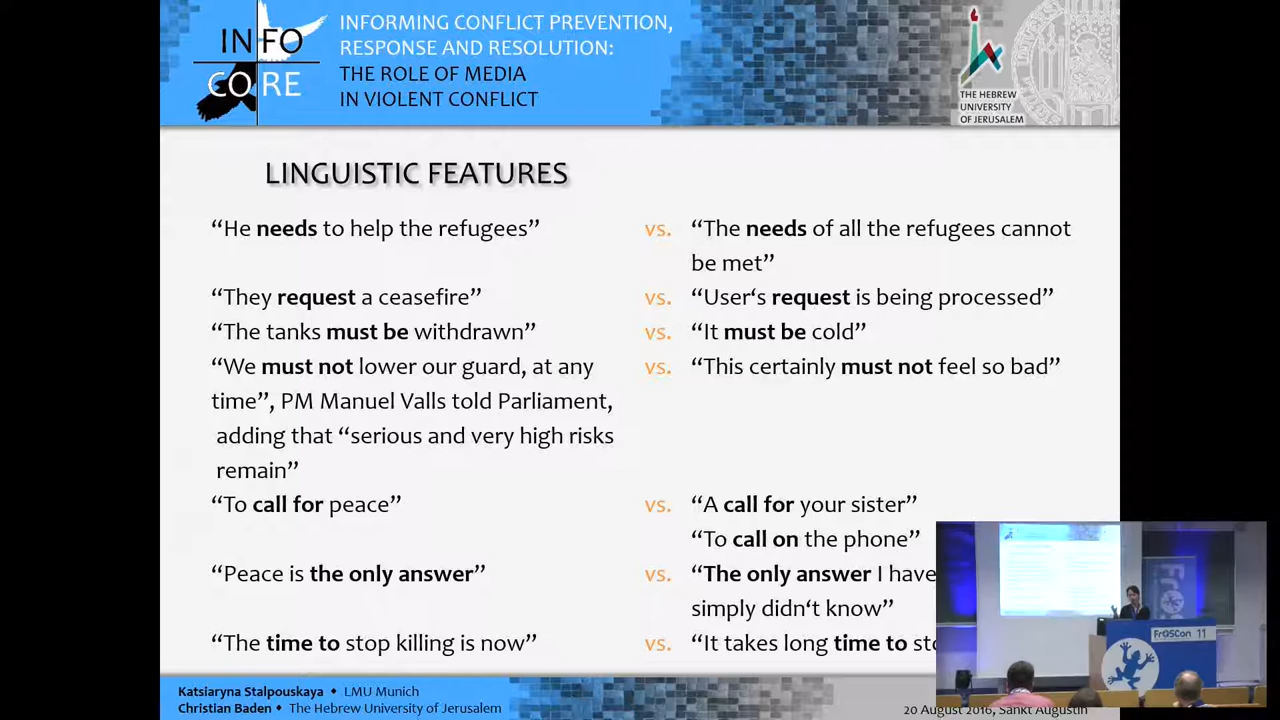 INFO
CORE
INFORMING CONFLICT PREVENTION,
RESPONSE AND RESOLUTION:
THE ROLE OF MEDIA
IN VIOLENT CONFLICT
THE HEBREW
UNIVERSITY
OF JERUSALEM
LINGUISTIC FEATURES
“He needs to help the refugees” vs. “The needs of all the refugees cannot
be met”
“They request a ceasefire” vs. “User‘s request is being processed”
“The tanks must be withdrawn” vs. “It must be cold”
“We must not lower our guard, at any vs. “This certainly must not feel so bad”
time”, PM Manuel Valls told Parliament,
adding that “serious and very high risks
remain”
“To call for peace” vs. “A call for your sister”
“To call on the phone”
“Peace is the only answer” vs. “The only answer I have
simply didn‘t know”
“The time to stop killing is now” vs. “It takes long time to
FrOSCon 11
Katsiaryna Stalpouskaya ♦ LMU Munich
Christian Baden ♦ The Hebrew University of Jerusalem
20 August 2016, Sankt Augustin